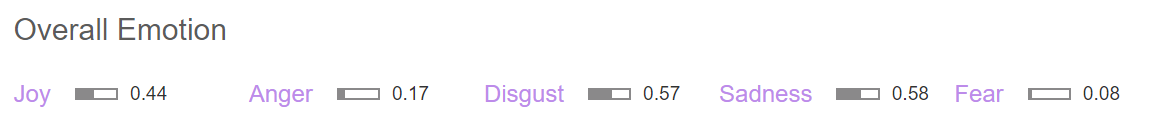 Overall Emotion
Joy 0.44 Anger 0.17 Disgust 0.57 Sadness 0.58 Fear 0.08